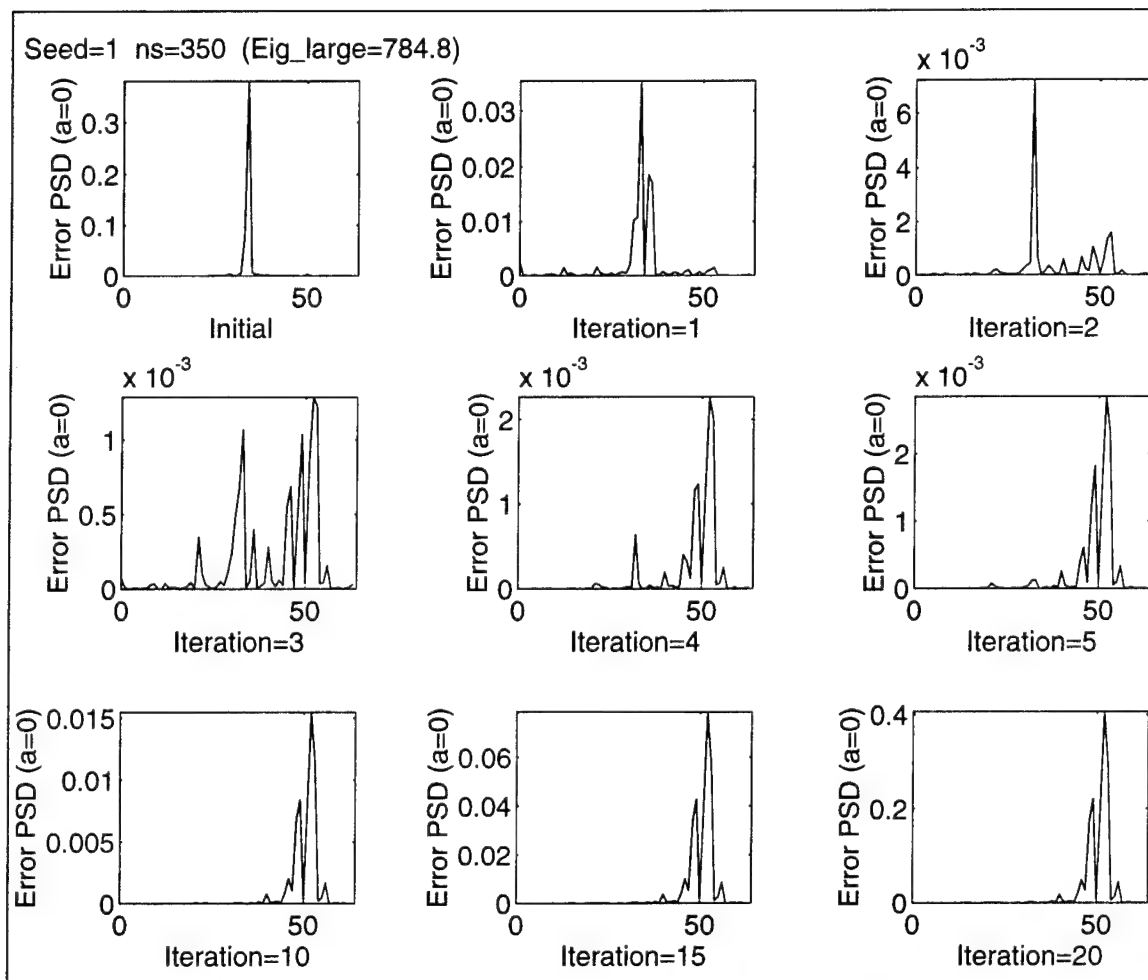 Seed=1 ns=350 (Eig_large=784.8)
Error PSD (a=0)
0.3
0.2
0.1
0
0 50
Initial
Error PSD (a=0)
0.03
0.02
0.01
0
0 50
Iteration=1
x 10-3
Error PSD (a=0)
6
4
2
0
0 50
Iteration=2
x 10-3
Error PSD (a=0)
1
0.5
0
0 50
Iteration=3
x 10-3
Error PSD (a=0)
2
1
0
0 50
Iteration=4
x 10-3
Error PSD (a=0)
2
1
0
0 50
Iteration=5
Error PSD (a=0)
0.015
0.01
0.005
0
0 50
Iteration=10
Error PSD (a=0)
0.06
0.04
0.02
0
0 50
Iteration=15
Error PSD (a=0)
0.4
0.2
0
0 50
Iteration=20